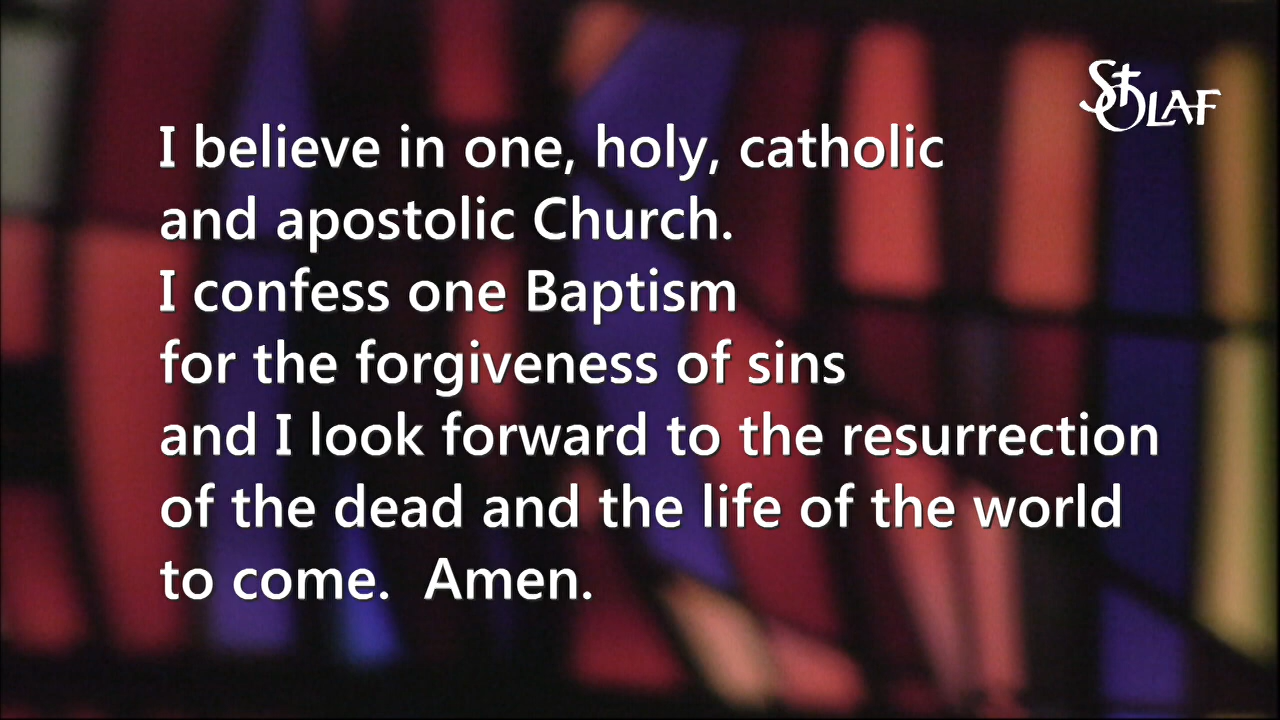 St OLAF
I believe in one, holy, catholic
and apostolic Church.
I confess one Baptism
for the forgiveness of sins
and I look forward to the resurrection
of the dead and the life of the world
to come.  Amen.